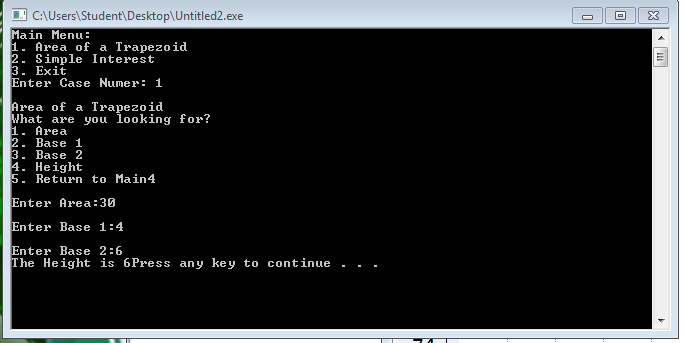 C:\Users\Student\Desktop\Untitled2.exe
Main Menu:
1. Area of a Trapezoid
2. Simple Interest
3. Exit
Enter Case Numer: 1
Area of a Trapezoid
What are you looking for?
1. Area
2. Base 1
3. Base 2
4. Height
5. Return to Main4
Enter Area:30
Enter Base 1:4
Enter Base 2:6
The Height is 6Press any key to continue . . .